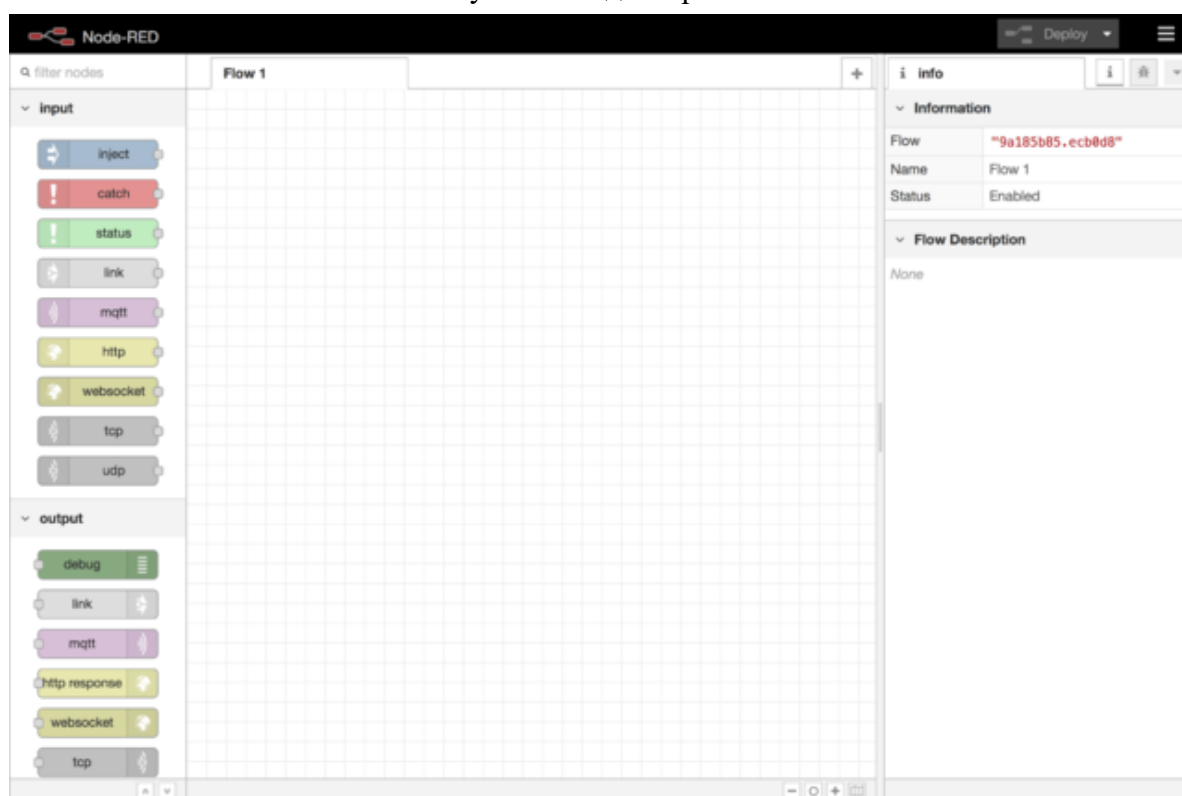 Node-RED
Deploy
filter nodes
Flow 1
info
input
Information
inject
Flow "9a185b85.ecb0d8"
Name Flow 1
catch
Status Enabled
status
Flow Description
link
None
mqtt
http
websocket
tcp
udp
output
debug
link
mqtt
http response
websocket
tcp